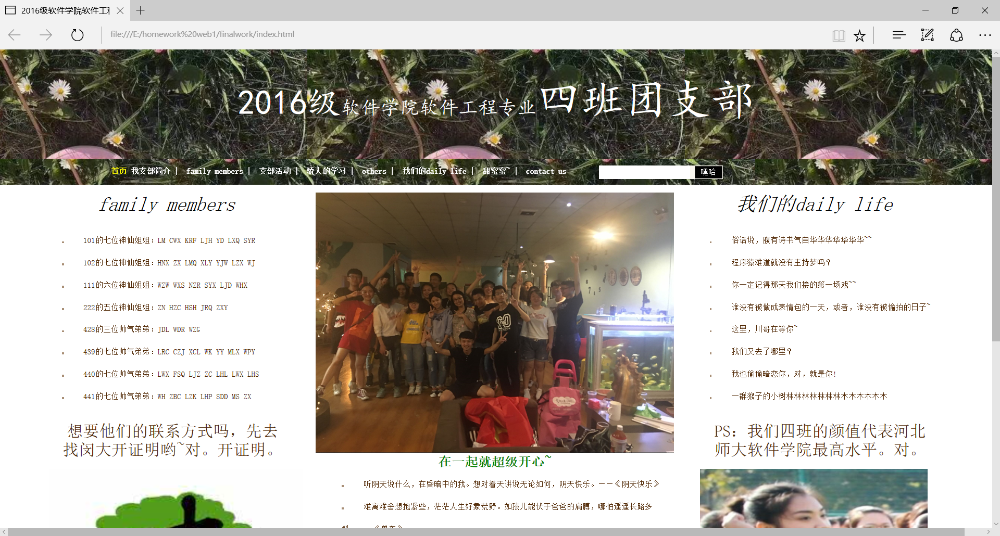 2016级软件学院软件工程
file:///E:/homework%20web1/finalwork/index.html
2016级软件学院软件工程专业四班团支部
首页 我支部简介 | family members | 支部活动 | 骄人的学习 | others | 我们的daily life | 甜蜜蜜~ | contact us
嘿哈
family members
101的七位神仙姐姐：LM CWX KRF LJH YD LXQ SYR
102的七位神仙姐姐：HNX ZX LMQ XLY YJW LZX WJ
111的六位神仙姐姐：WZW WXS NZR SYX LJD WHX
222的五位神仙姐姐：ZN HZC HSH JRQ ZXY
428的三位帅气弟弟：JDL WDR WZG
439的七位帅气弟弟：LRC CZJ XCL WK YY MLX WPY
440的七位帅气弟弟：LWX FSQ LJZ ZC LHL LWX LHS
441的七位帅气弟弟：WH ZBC LZK LHP SDD MS ZX
想要他们的联系方式吗，先去
找闵大开证明哟~对。开证明。
在一起就超级开心~
听阴天说什么，在昏暗中的我。想对着天讲说无论如何，阴天快乐。——《阴天快乐》
难离难舍想抱紧些，茫茫人生好象荒野。如孩儿能伏于爸爸的肩膊，哪怕遥遥长路多
我们的daily life
俗话说，腹有诗书气自华华华华华华华~~
程序猿难道就没有主持梦吗？
你一定记得那天我们接的第一场戏~~
谁没有被做成表情包的一天，或者，谁没有被偷拍的日子~
这里，川哥在等你~
我们又去了哪里？
我也偷偷暗恋你，对，就是你!
一群猴子的小树林林林林林林林木木木木木木
PS：我们四班的颜值代表河北
师大软件学院最高水平。对。